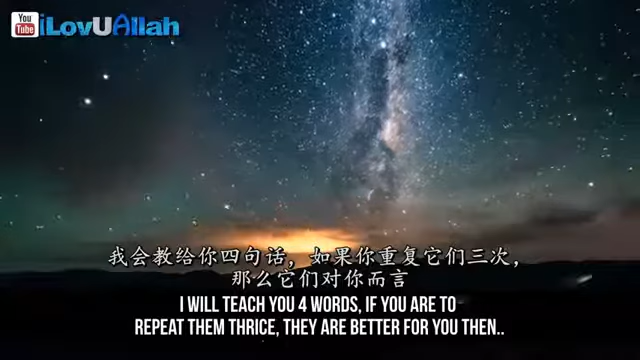 You
Tube
iLovUAllah
我会教给你四句话，如果你重复它们三次，
那么它们对你而言
I WILL TEACH YOU 4 WORDS, IF YOU ARE TO
REPEAT THEM THRICE, THEY ARE BETTER FOR YOU THEN..